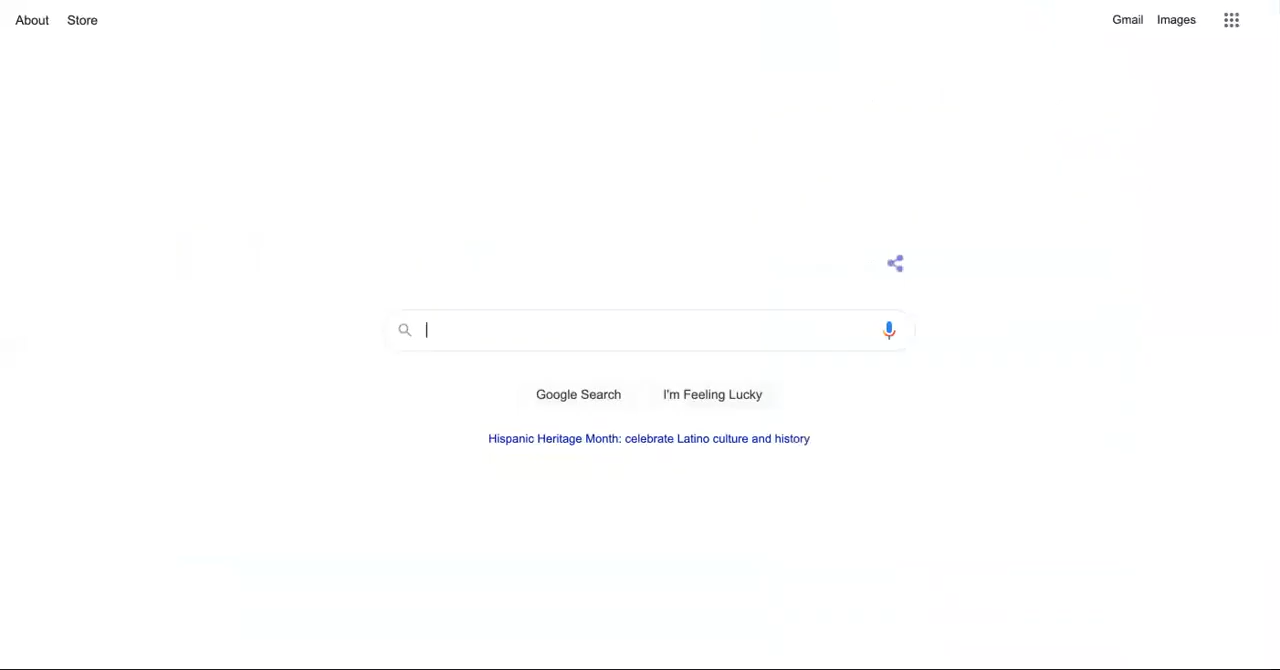 About Store Gmail Images
Google Search I'm Feeling Lucky
Hispanic Heritage Month: celebrate Latino culture and history